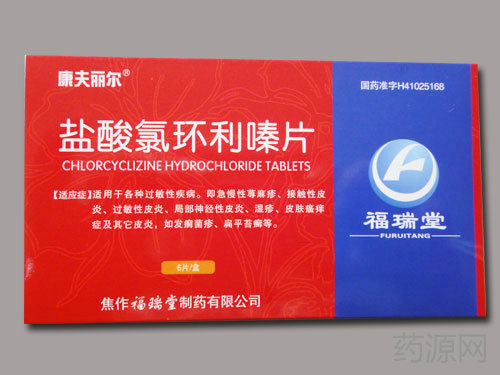 康夫丽尔®
国药准字H41025168
盐酸氯环利嗪片
CHLORCYCLIZINE HYDROCHLORIDE TABLETS
【适应症】适用于各种过敏性疾病。即急慢性荨麻疹、接触性皮
炎、过敏性皮炎、局部神经性皮炎、湿疹、皮肤瘙痒
症及其它皮炎，如发癣菌疹、扁平苔癣等。
福瑞堂
FURUITANG
6片/盒
焦作福瑞堂制药有限公司
药源网